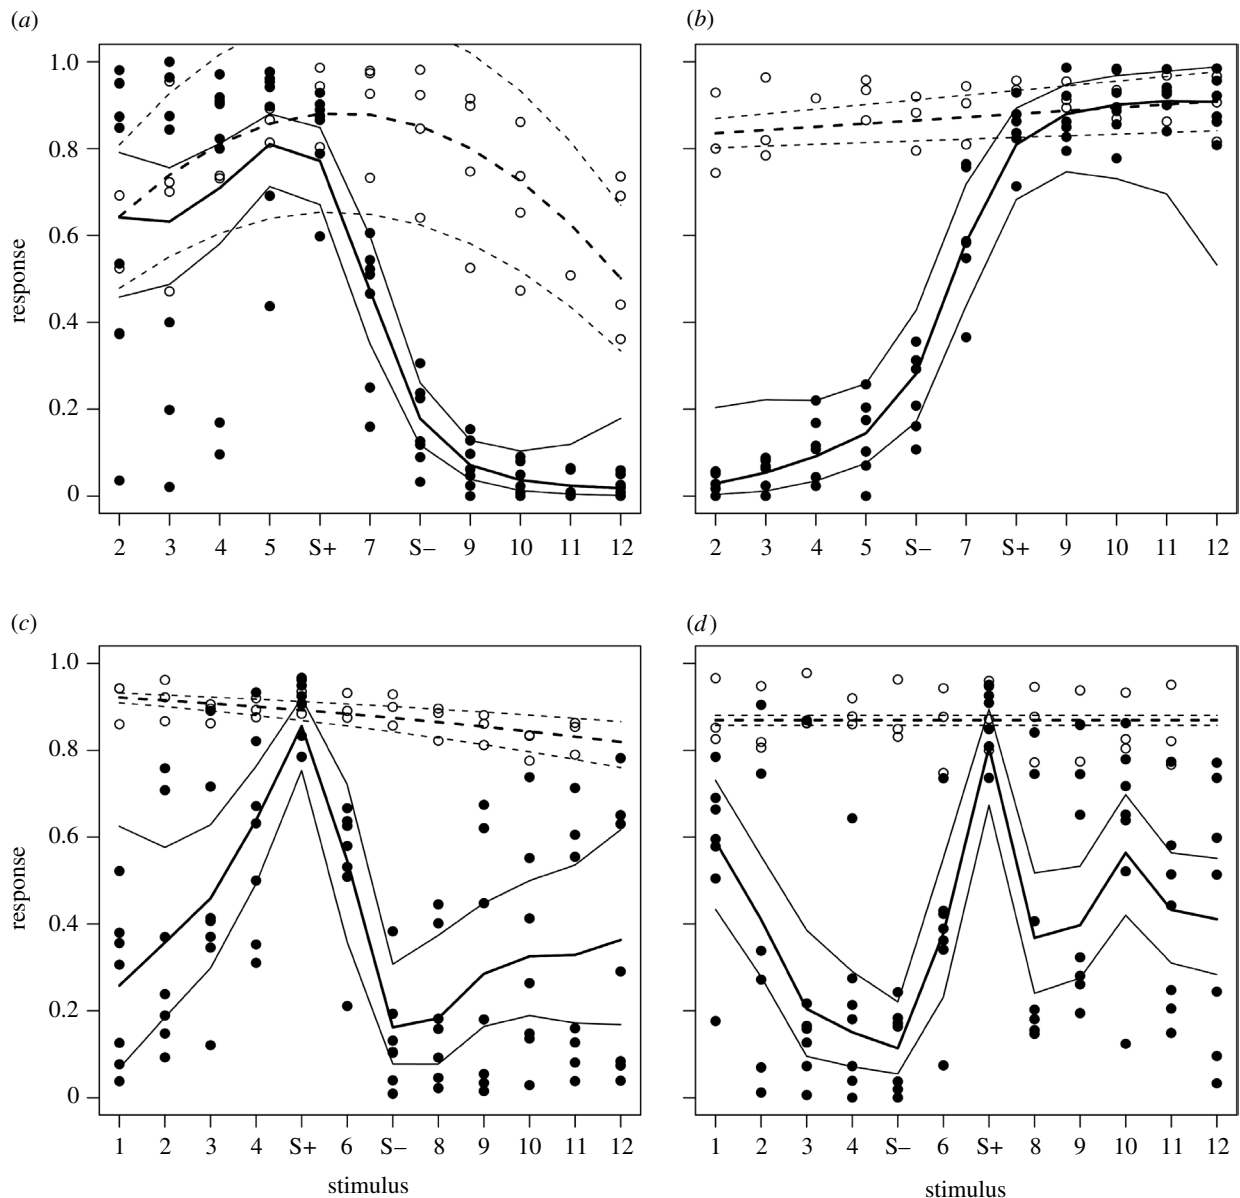 (a)
(b)
1.0
0.8
0.6
0.4
0.2
0
response
2 3 4 5 S+ 7 S– 9 10 11 12
2 3 4 5 S– 7 S+ 9 10 11 12
(c)
(d)
1.0
0.8
0.6
0.4
0.2
0
response
1 2 3 4 S+ 6 S– 8 9 10 11 12
1 2 3 4 S– 6 S+ 8 9 10 11 12
stimulus
stimulus